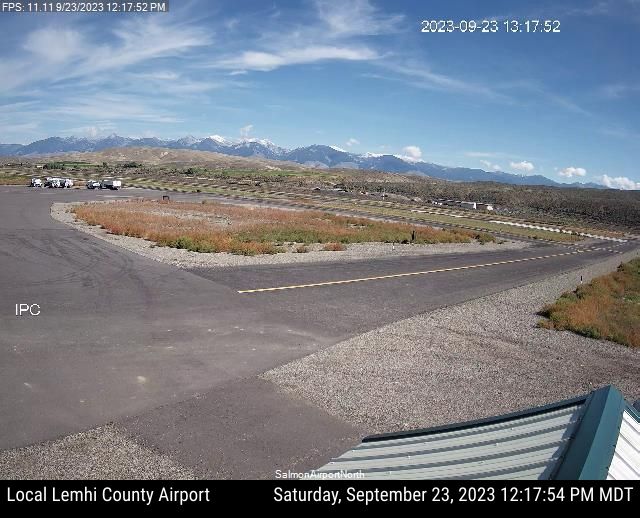 FPS: 11.11 9/23/2023 12:17:52 PM
2023-09-23 13:17:52
IPC
SalmonAirportNorth
Local Lemhi County Airport Saturday, September 23, 2023 12:17:54 PM MDT